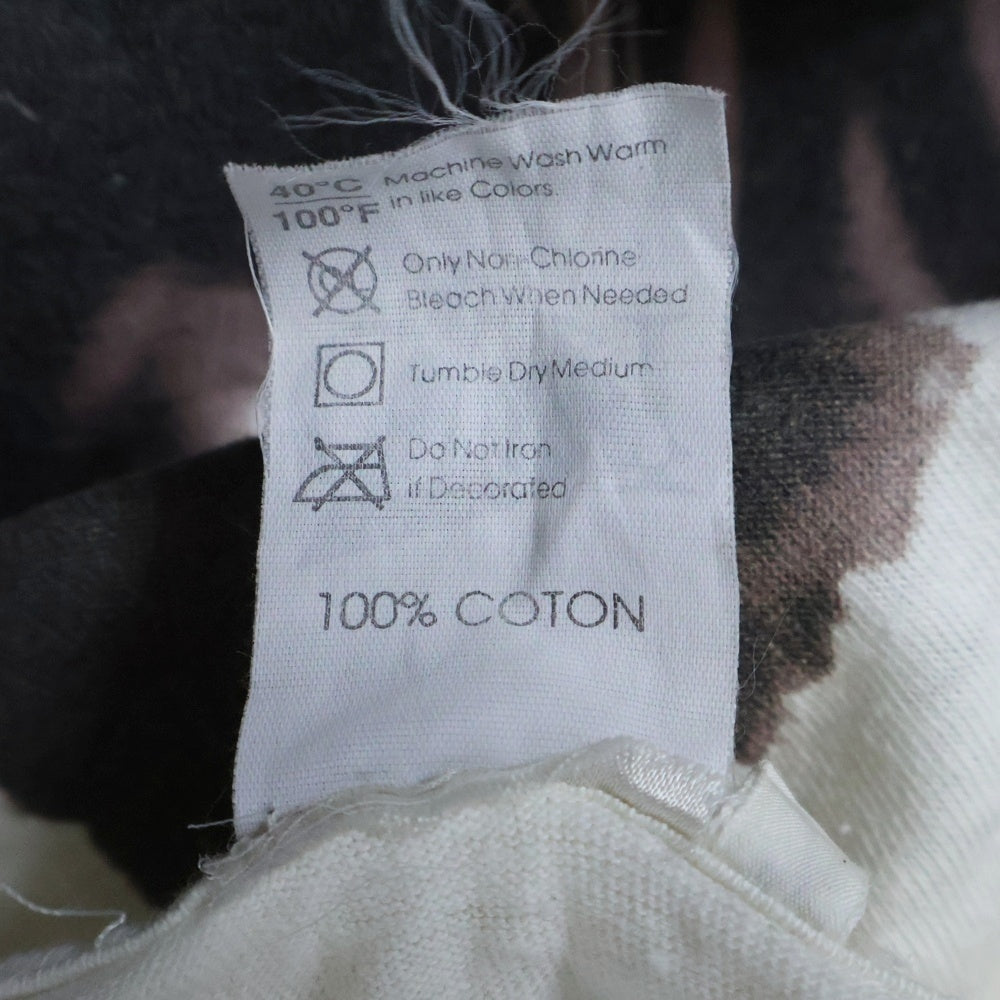 40°C Machine Wash Warm
100°F in like Colors.
Only Non-Chlorine
Bleach When Needed
Tumble Dry Medium
Do Not Iron
if Decorated
100% COTON